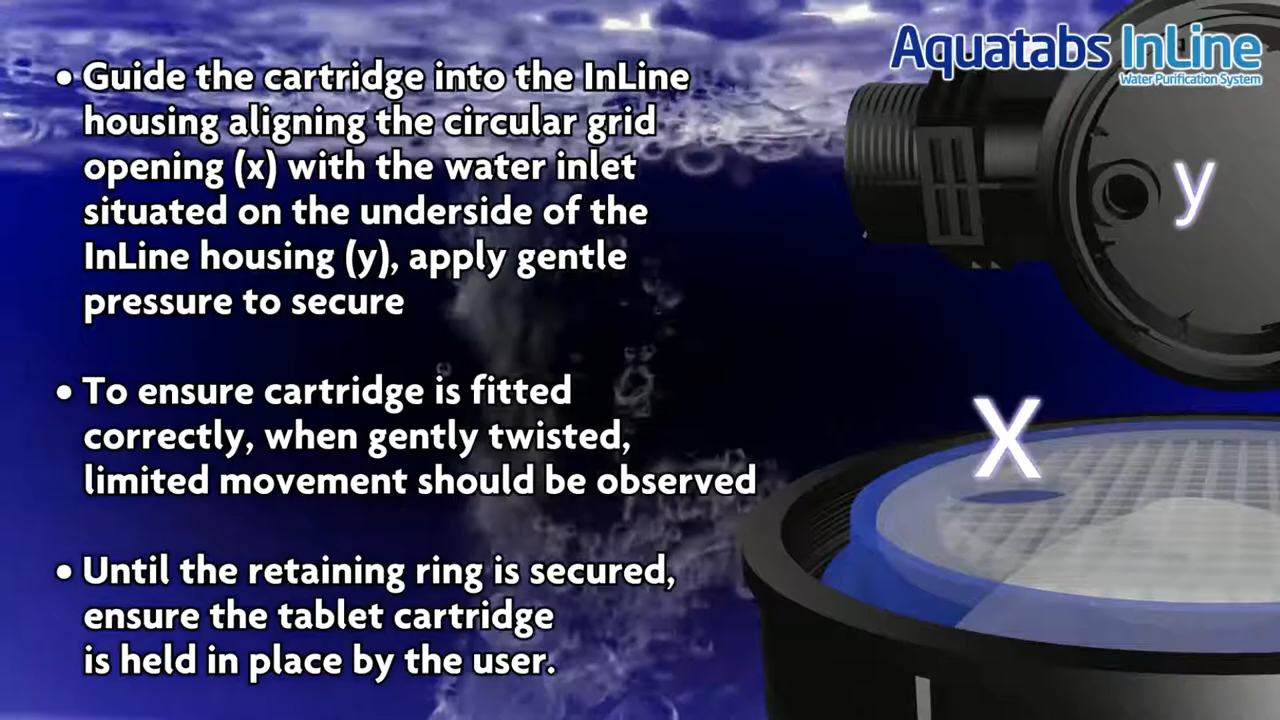 Aquatabs InLine
Water Purification System
• Guide the cartridge into the InLine
housing aligning the circular grid
opening (x) with the water inlet
situated on the underside of the
InLine housing (y), apply gentle
pressure to secure
y
x
• To ensure cartridge is fitted
correctly, when gently twisted,
limited movement should be observed
• Until the retaining ring is secured,
ensure the tablet cartridge
is held in place by the user.